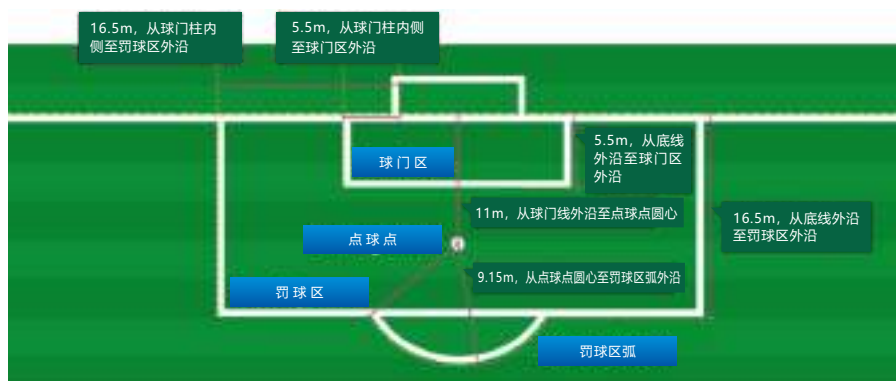 16.5m，从球门柱内
侧至罚球区外沿
5.5m，从球门柱内侧
至球门区外沿
球门区
5.5m，从底线
外沿至球门区
外沿
11m，从球门线外沿至点球点圆心
16.5m，从底线外沿
至罚球区外沿
点球点
9.15m，从点球点圆心至罚球区弧外沿
罚球区
罚球区弧